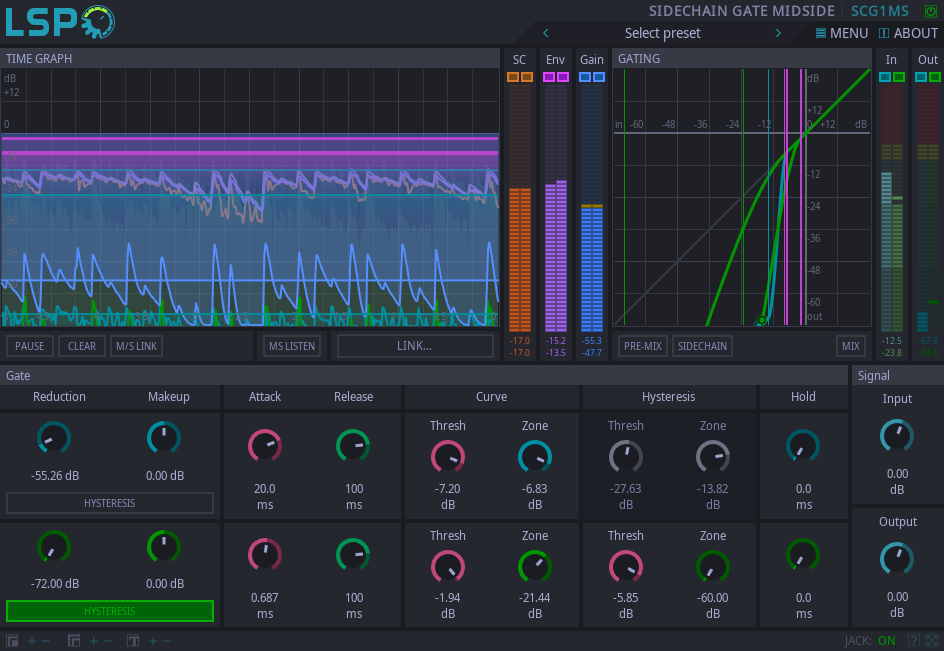 LSP
SIDECHAIN GATE MIDSIDE SCG1MS
< Select preset > MENU ABOUT
TIME GRAPH SC Env Gain GATING In Out
dB
+12
0
dB
+12
in -60 -48 -36 -24 -12 0 +12 dB
-12
-24
-36
-48
-60
out
PAUSE CLEAR M/S LINK MS LISTEN LINK... PRE-MIX SIDECHAIN MIX
-17.0 -15.2 -55.3 -12.5 -67.8
-17.0 -13.5 -47.7 -23.8
Gate Signal
Reduction Makeup Attack Release Curve Hysteresis Hold Input
Thresh Zone Thresh Zone
-55.26 dB 0.00 dB
20.0 100 -7.20 -6.83 -27.63 -13.82 0.0 0.00
ms ms dB dB dB dB ms dB
HYSTERESIS
Output
Thresh Zone Thresh Zone
-72.00 dB 0.00 dB
0.687 100 -1.94 -21.44 -5.85 -60.00 0.0 0.00
ms ms dB dB dB dB ms dB
HYSTERESIS
JACK: ON ?